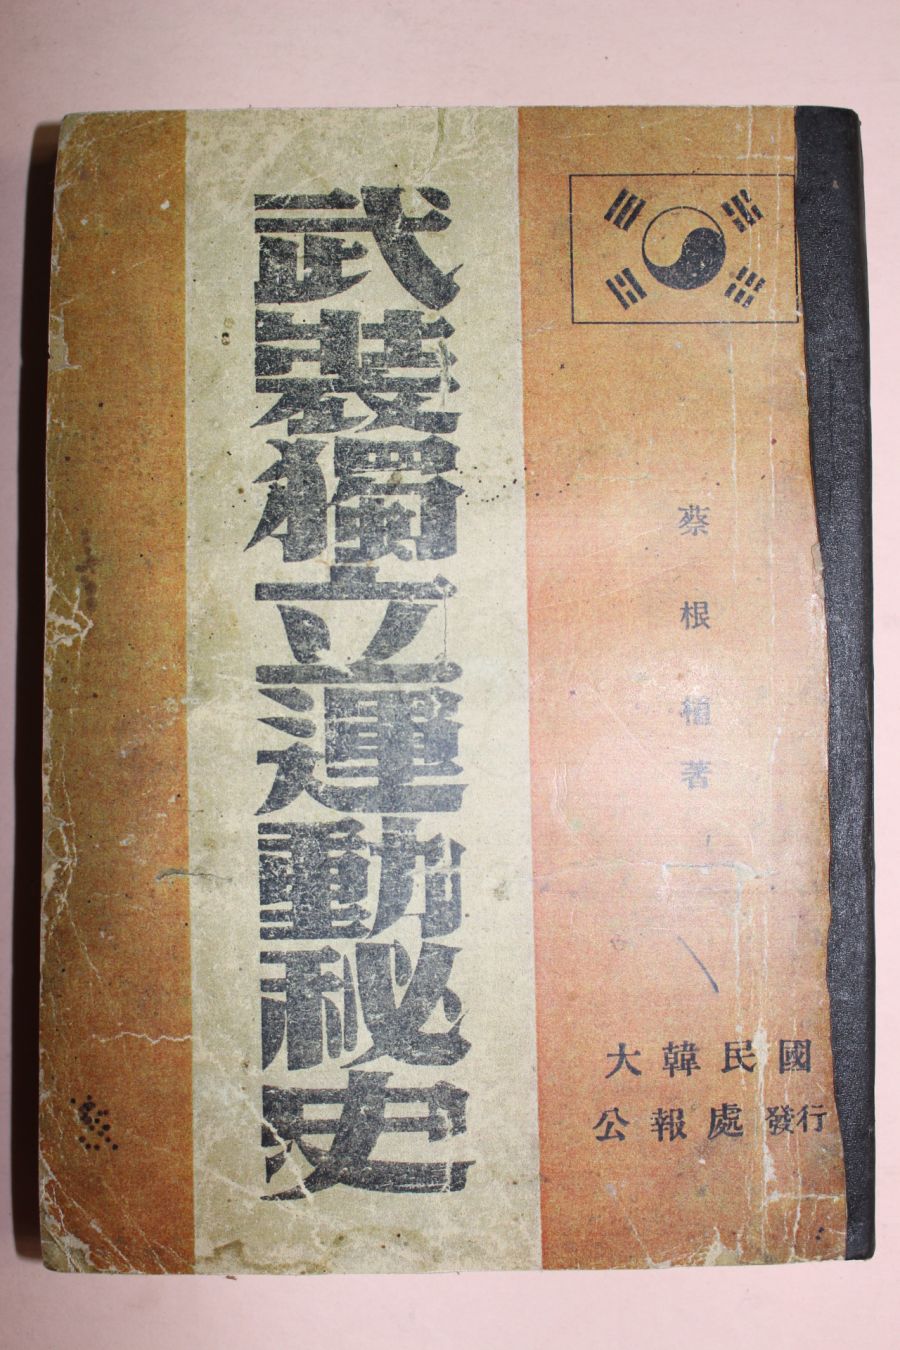 武裝獨立運動秘史
蔡根植著
大韓民國
公報處發行